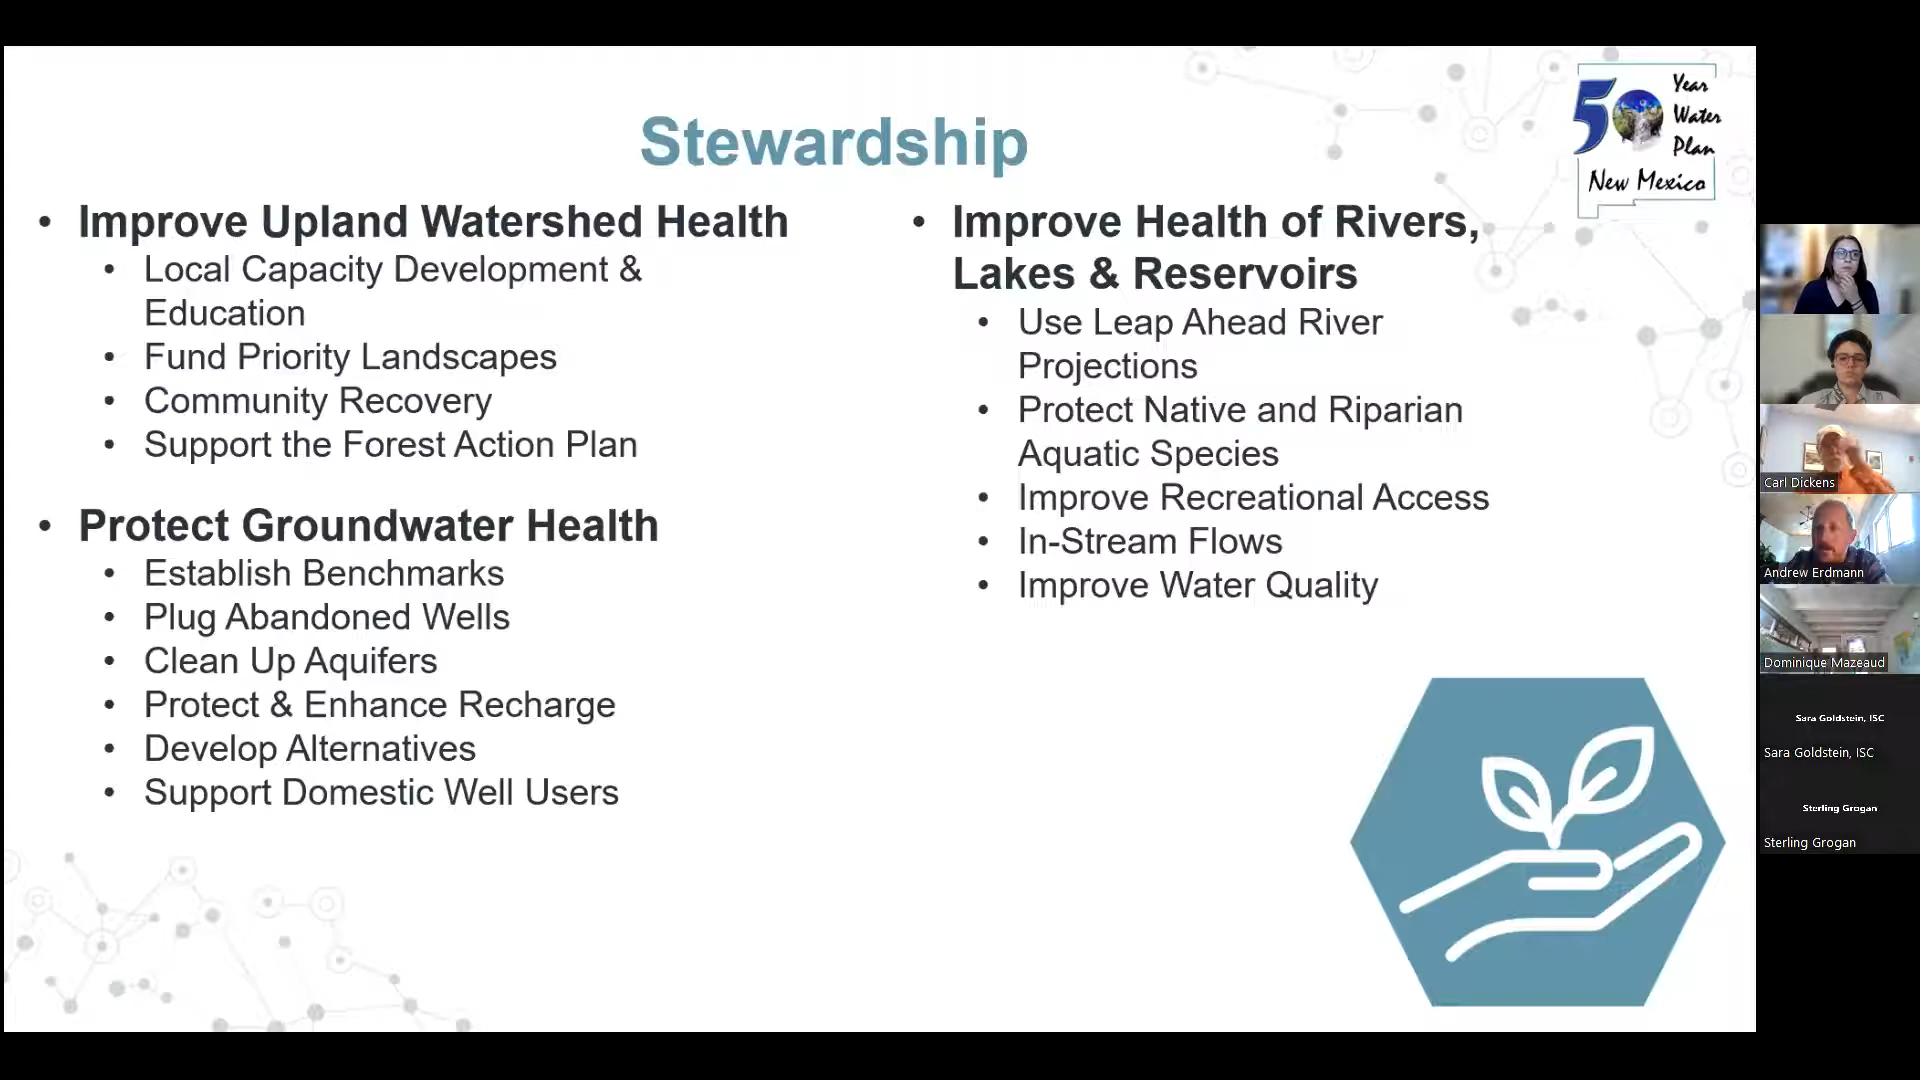 Stewardship
50 Year
Water
Plan
New Mexico
• Improve Upland Watershed Health
• Local Capacity Development &
Education
• Fund Priority Landscapes
• Community Recovery
• Support the Forest Action Plan
• Protect Groundwater Health
• Establish Benchmarks
• Plug Abandoned Wells
• Clean Up Aquifers
• Protect & Enhance Recharge
• Develop Alternatives
• Support Domestic Well Users
• Improve Health of Rivers,
Lakes & Reservoirs
• Use Leap Ahead River
Projections
• Protect Native and Riparian
Aquatic Species
• Improve Recreational Access
• In-Stream Flows
• Improve Water Quality
Carl Dickens
Andrew Erdmann
Dominique Mazeaud
Sara Goldstein, ISC
Sara Goldstein, ISC
Sterling Grogan
Sterling Grogan